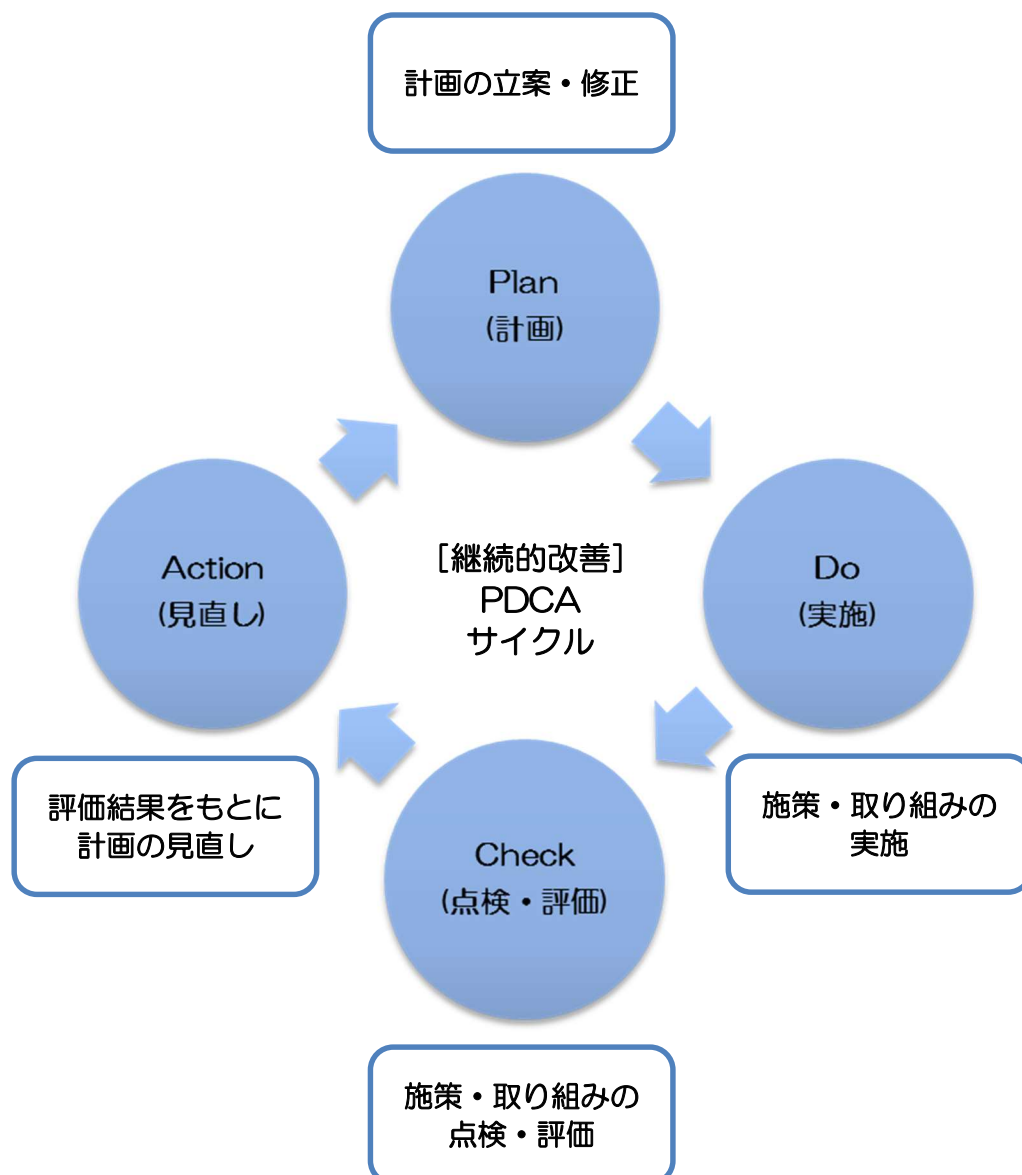 計画の立案・修正
Plan
(計画)
Action
(見直し)
[継続的改善]
PDCA
サイクル
Do
(実施)
評価結果をもとに
計画の見直し
施策・取り組みの
実施
Check
(点検・評価)
施策・取り組みの
点検・評価